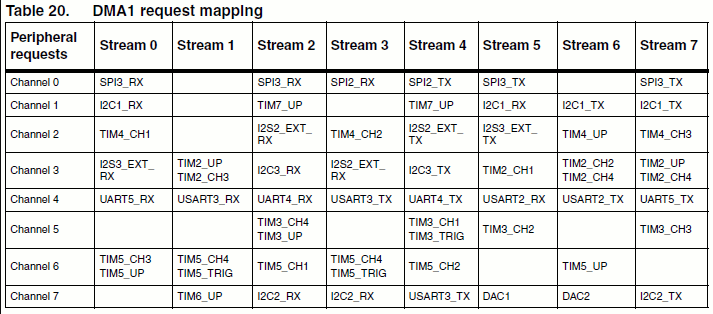 Table 20. DMA1 request mapping
Peripheral requests Stream 0 Stream 1 Stream 2 Stream 3 Stream 4 Stream 5 Stream 6 Stream 7
Channel 0 SPI3_RX SPI3_RX SPI2_RX SPI2_TX SPI3_TX SPI3_TX
Channel 1 I2C1_RX TIM7_UP TIM7_UP I2C1_RX I2C1_TX I2C1_TX
Channel 2 TIM4_CH1 I2S2_EXT_RX TIM4_CH2 I2S2_EXT_TX I2S3_EXT_TX TIM4_UP TIM4_CH3
Channel 3 I2S3_EXT_RX TIM2_UP TIM2_CH3 I2C3_RX I2S2_EXT_RX I2C3_TX TIM2_CH1 TIM2_CH2 TIM2_CH4 TIM2_UP TIM2_CH4
Channel 4 UART5_RX USART3_RX UART4_RX USART3_TX UART4_TX USART2_RX USART2_TX UART5_TX
Channel 5 TIM3_CH4 TIM3_UP TIM3_CH1 TIM3_TRIG TIM3_CH2 TIM3_CH3
Channel 6 TIM5_CH3 TIM5_UP TIM5_CH4 TIM5_TRIG TIM5_CH1 TIM5_CH4 TIM5_TRIG TIM5_CH2 TIM5_UP
Channel 7 TIM6_UP I2C2_RX I2C2_RX USART3_TX DAC1 DAC2 I2C2_TX